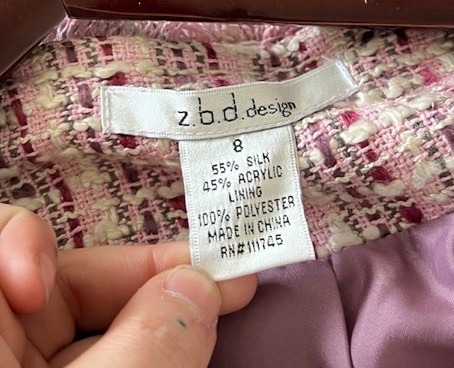 z.b.d.design
8
55% SILK
45% ACRYLIC
LINING
100% POLYESTER
MADE IN CHINA
RN#111745